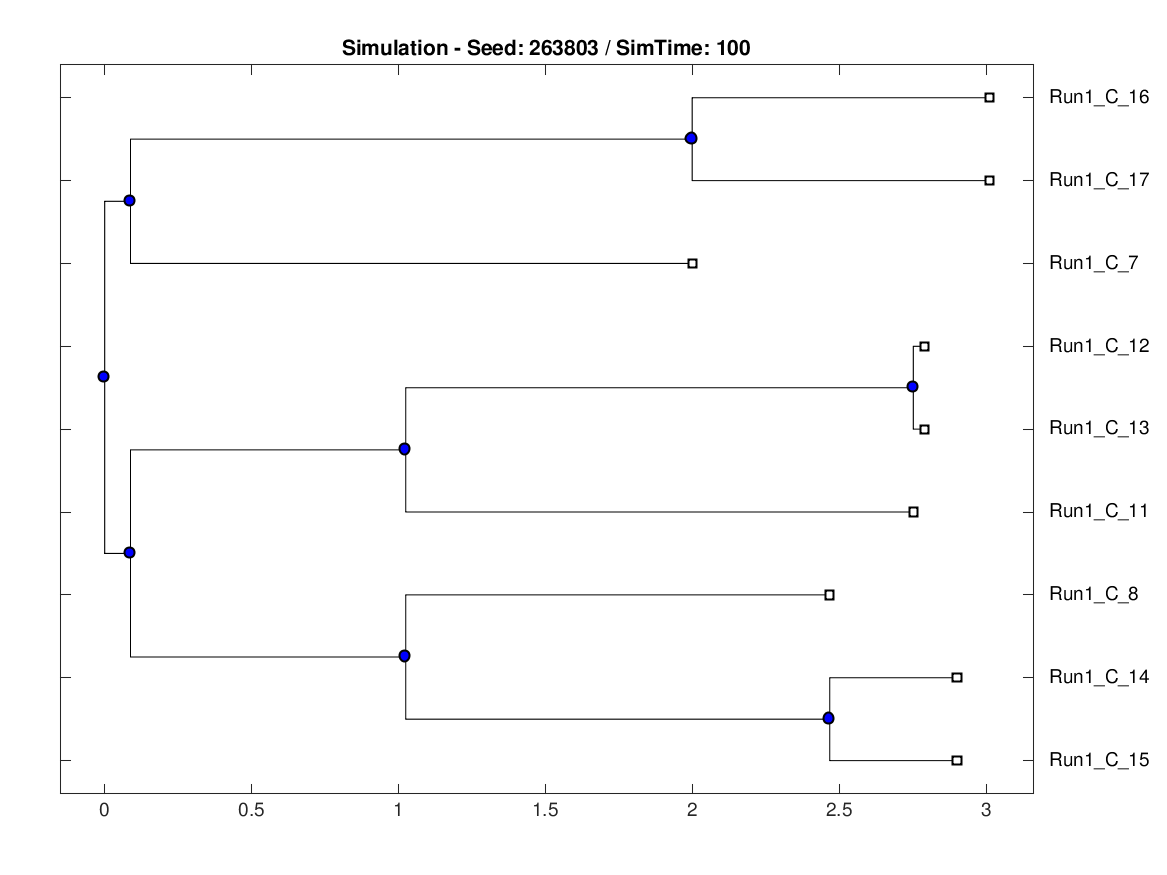 Simulation - Seed: 263803 / SimTime: 100
Run1_C_16
Run1_C_17
Run1_C_7
Run1_C_12
Run1_C_13
Run1_C_11
Run1_C_8
Run1_C_14
Run1_C_15
0 0.5 1 1.5 2 2.5 3